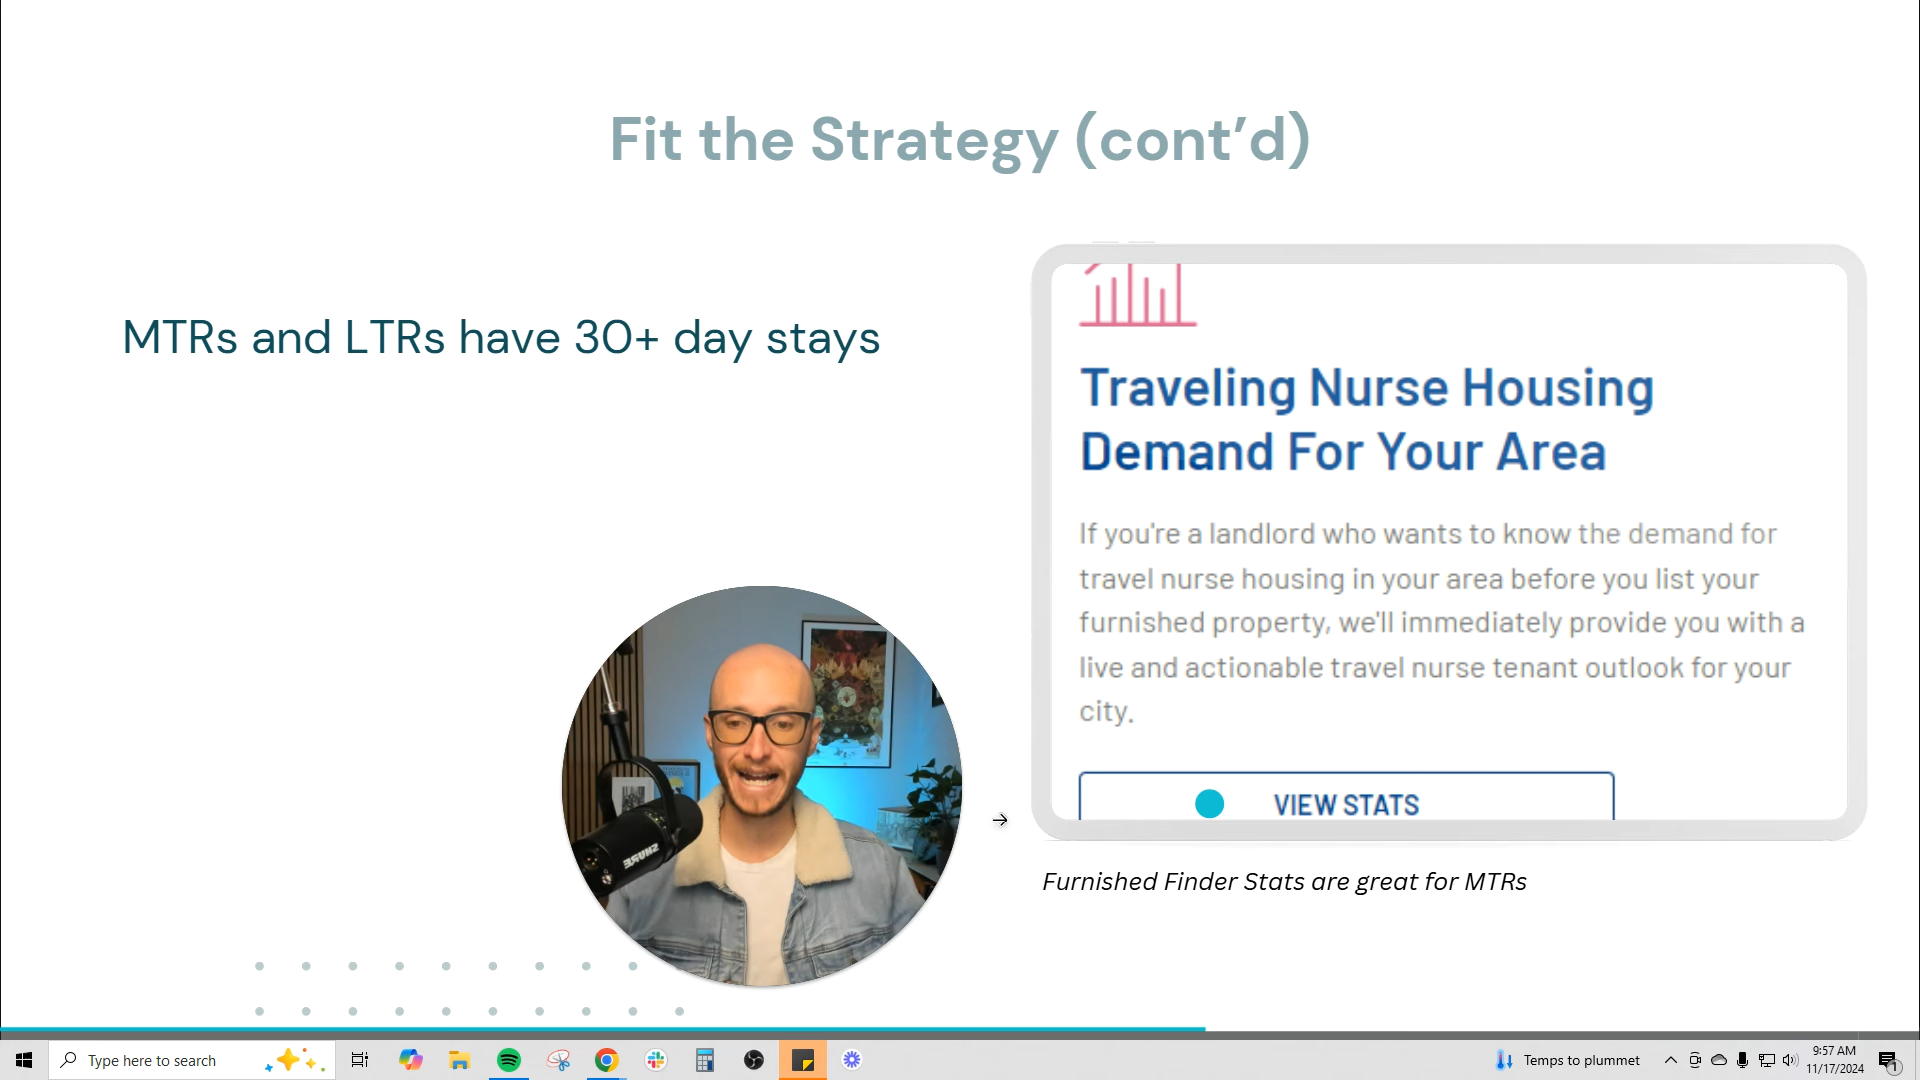 Fit the Strategy (cont’d)
MTRs and LTRs have 30+ day stays
Traveling Nurse Housing
Demand For Your Area
If you're a landlord who wants to know the demand for
travel nurse housing in your area before you list your
furnished property, we'll immediately provide you with a
live and actionable travel nurse tenant outlook for your
city.
VIEW STATS
Furnished Finder Stats are great for MTRs
SHURE
Type here to search
Temps to plummet
9:57 AM
11/17/2024
1